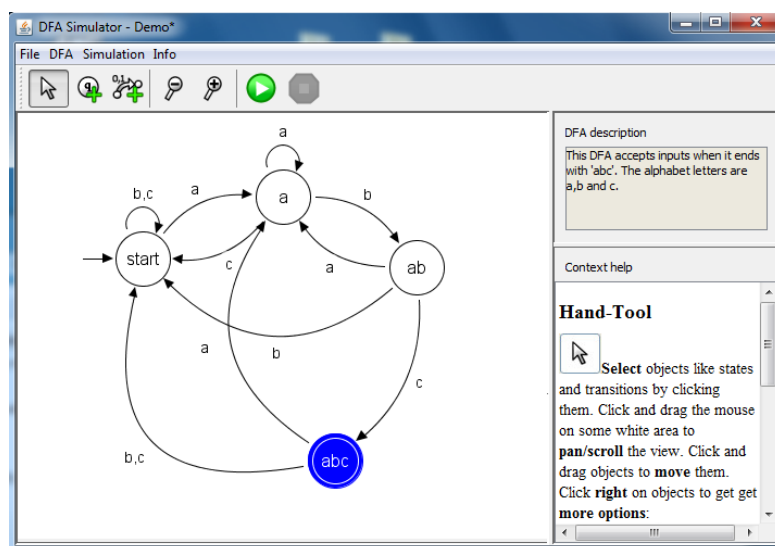 DFA Simulator - Demo*
File DFA Simulation Info
q
0,1
DFA description
This DFA accepts inputs when it ends
with 'abc'. The alphabet letters are
a,b and c.
Context help
Hand-Tool
Select objects like states
and transitions by clicking
them. Click and drag the mouse
on some white area to
pan/scroll the view. Click and
drag objects to move them.
Click right on objects to get get
more options:
a
b,c
a
a
b
start
c
a
ab
a
b
c
b,c
abc